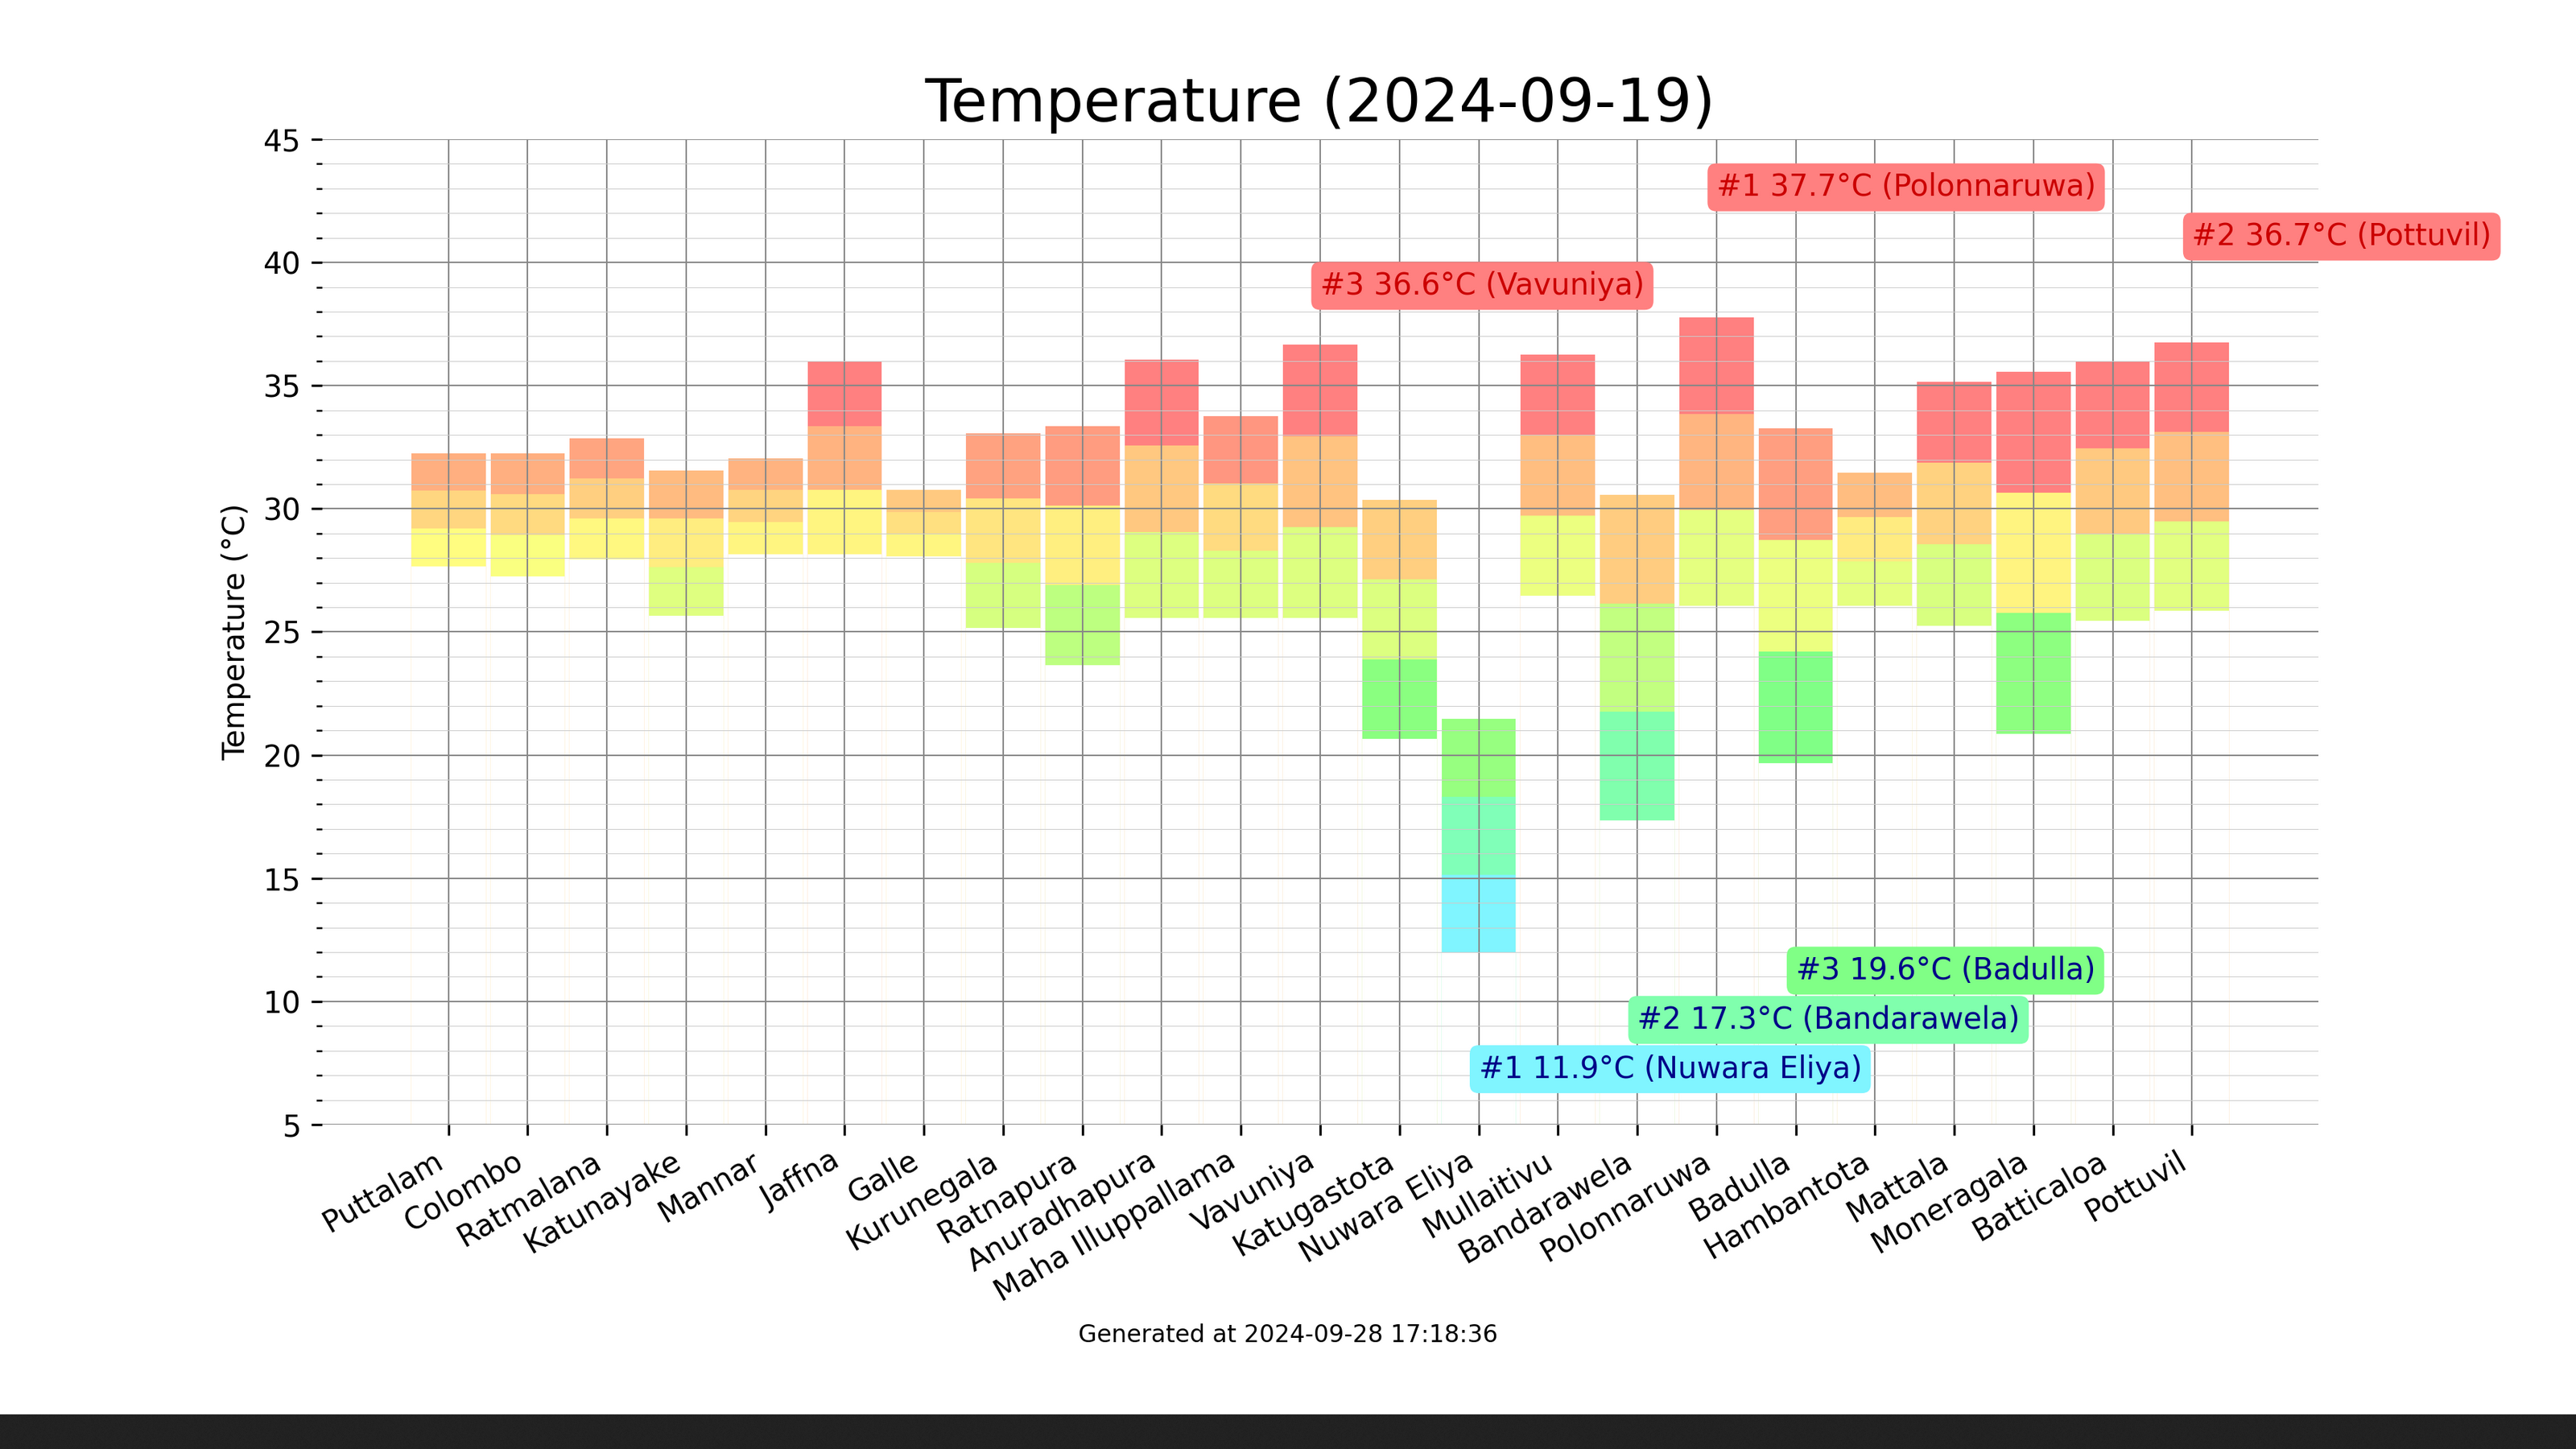 Temperature (2024-09-19)
45
40
35
30
25
20
15
10
5
Temperature (°C)
#1 37.7°C (Polonnaruwa)
#2 36.7°C (Pottuvil)
#3 36.6°C (Vavuniya)
#3 19.6°C (Badulla)
#2 17.3°C (Bandarawela)
#1 11.9°C (Nuwara Eliya)
Puttalam
Colombo
Ratmalana
Katunayake
Mannar
Jaffna
Galle
Kurunegala
Ratnapura
Anuradhapura
Maha Illuppallama
Vavuniya
Katugastota
Nuwara Eliya
Mullaitivu
Bandarawela
Polonnaruwa
Badulla
Hambantota
Mattala
Moneragala
Batticaloa
Pottuvil
Generated at 2024-09-28 17:18:36